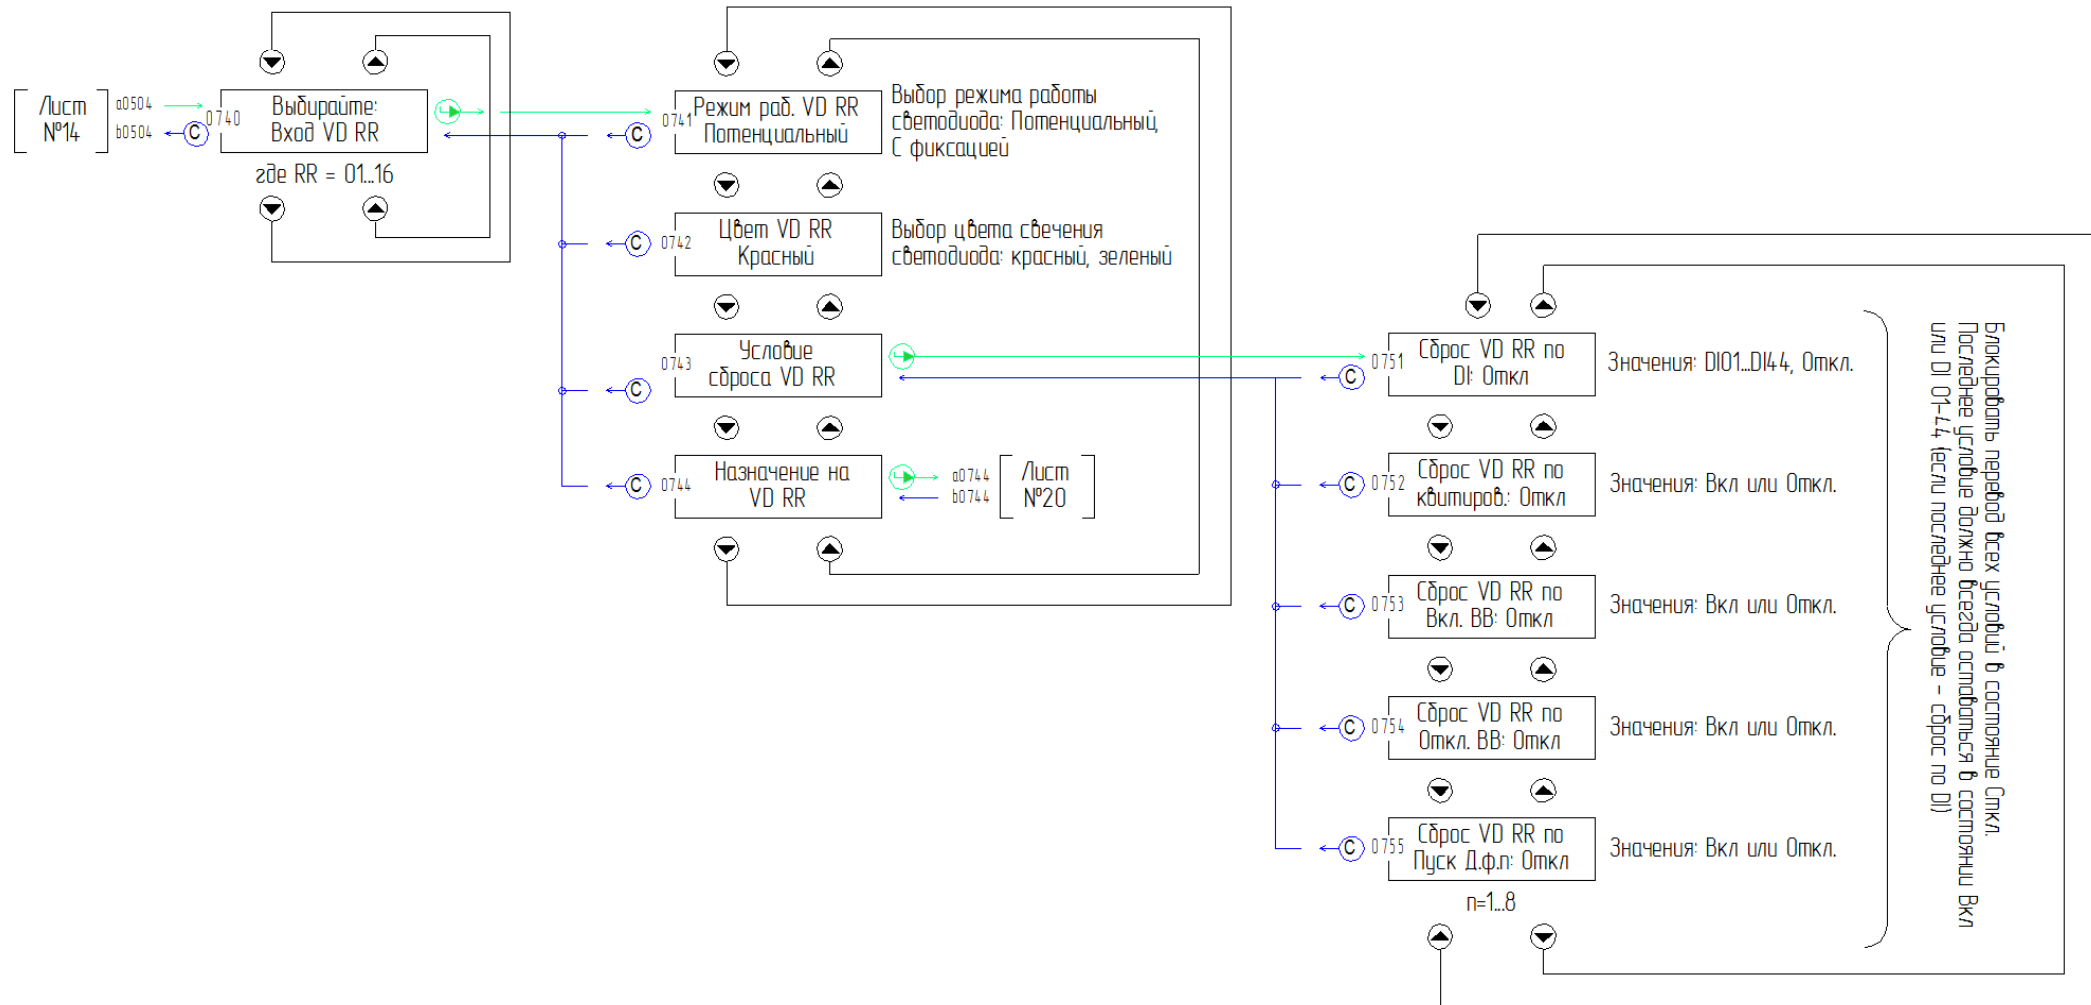 Лист
№14
a0504
b0504
C
0740
Выбирайте:
Вход VD RR
где RR = 01...16
C
0741
Режим раб. VD RR
Потенциальный
Выбор режима работы
светодиода: Потенциальный,
С фиксацией
C
0742
Цвет VD RR
Красный
Выбор цвета свечения
светодиода: красный, зеленый
C
0743
Условие
сброса VD RR
C
0744
Назначение на
VD RR
a0744
b0744
Лист
№20
C
0751
Сброс VD RR по
DI: Откл
Значения: DI01...DI44, Откл.
C
0752
Сброс VD RR по
квитиров.: Откл
Значения: Вкл или Откл.
C
0753
Сброс VD RR по
Вкл. ВВ: Откл
Значения: Вкл или Откл.
C
0754
Сброс VD RR по
Откл. ВВ: Откл
Значения: Вкл или Откл.
C
0755
Сброс VD RR по
Пуск Д.ф.п: Откл
Значения: Вкл или Откл.
n=1...8
Блокировать перевод всех условий в состояние Откл.
Последнее условие должно всегда оставаться в состоянии Вкл
или DI 01-44 (если последнее условие - сброс по DI)